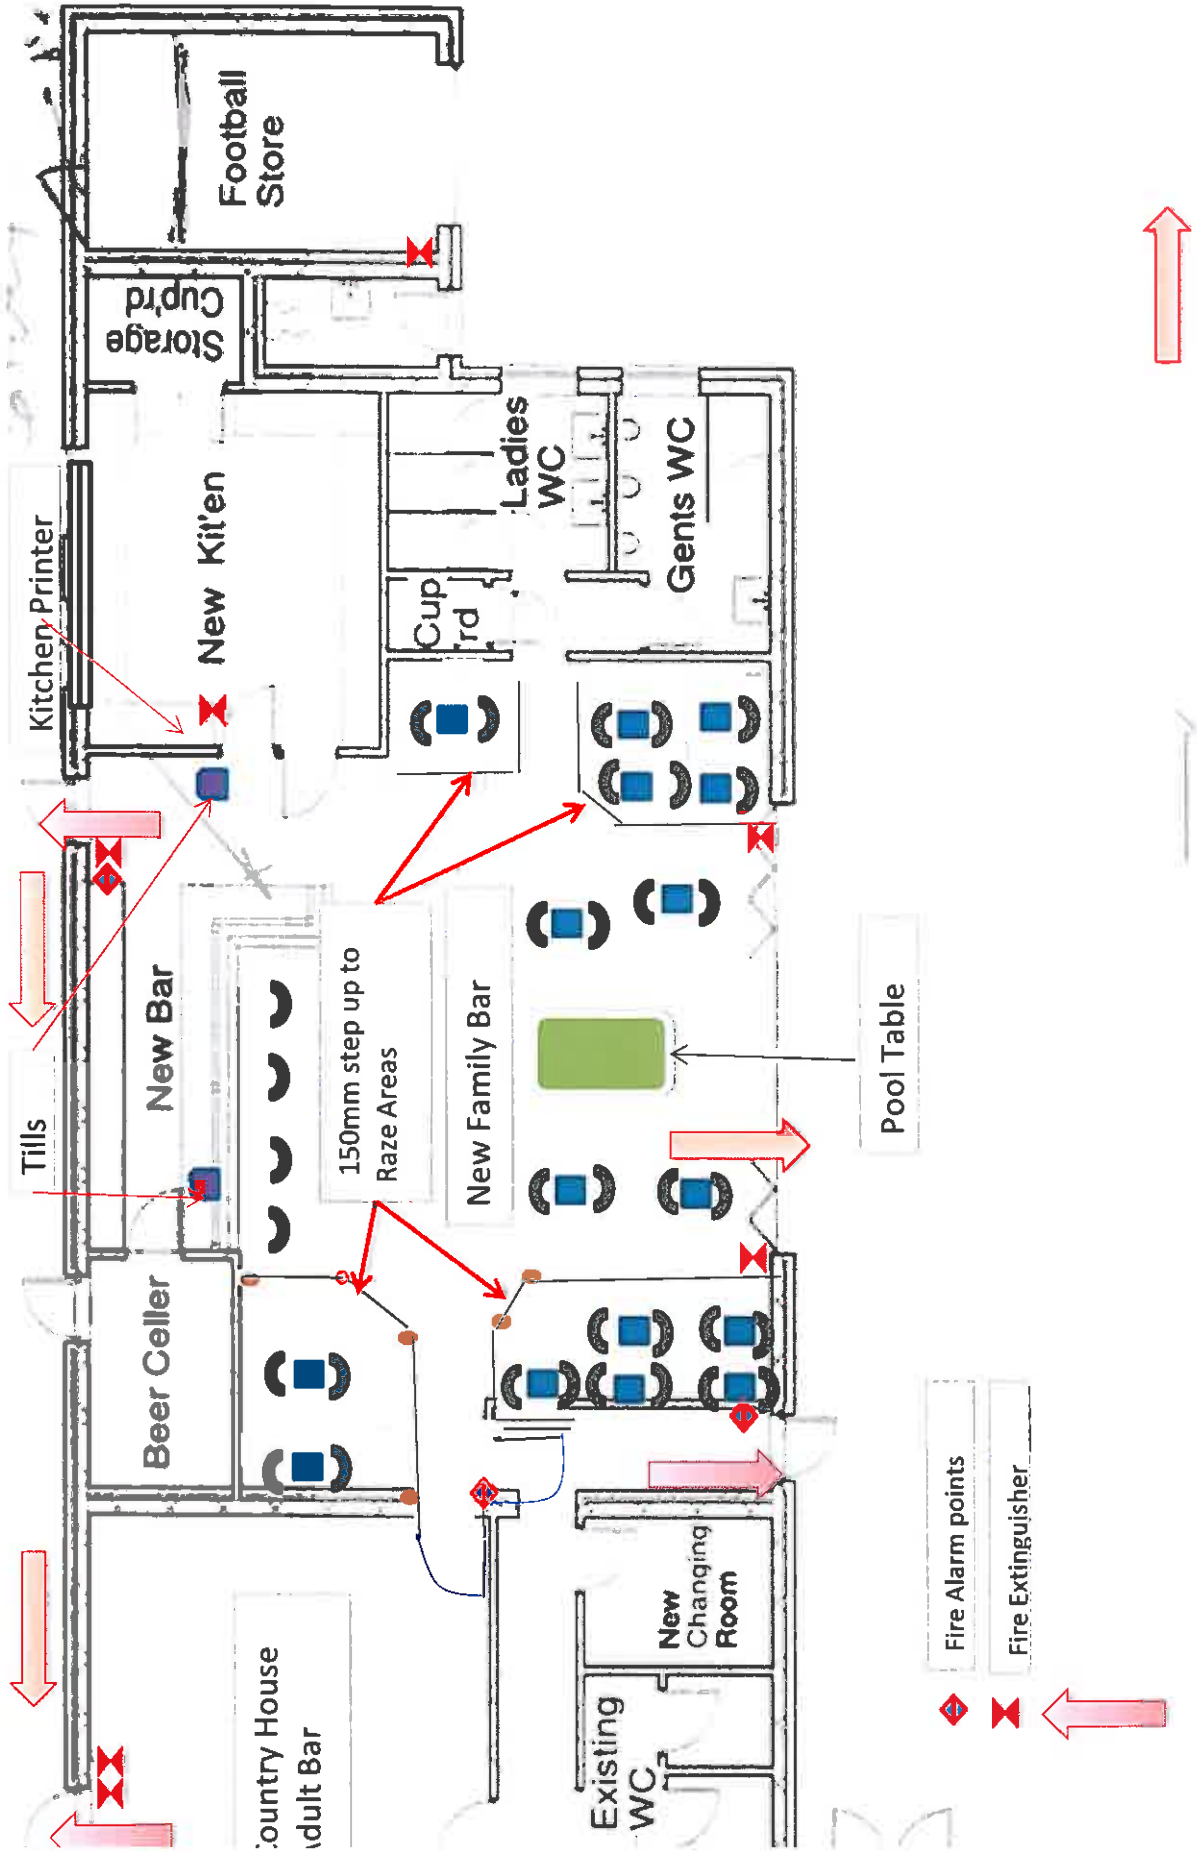 Football
Store
Storage
Cup'rd
Kitchen Printer
New Kit'en
Ladies
WC
Gents WC
Cup
'rd
Tills
New Bar
150mm step up to
Raze Areas
New Family Bar
Pool Table
Beer Celler
New
Changing
Room
Existing
WC
Country House
Adult Bar
Fire Alarm points
Fire Extinguisher